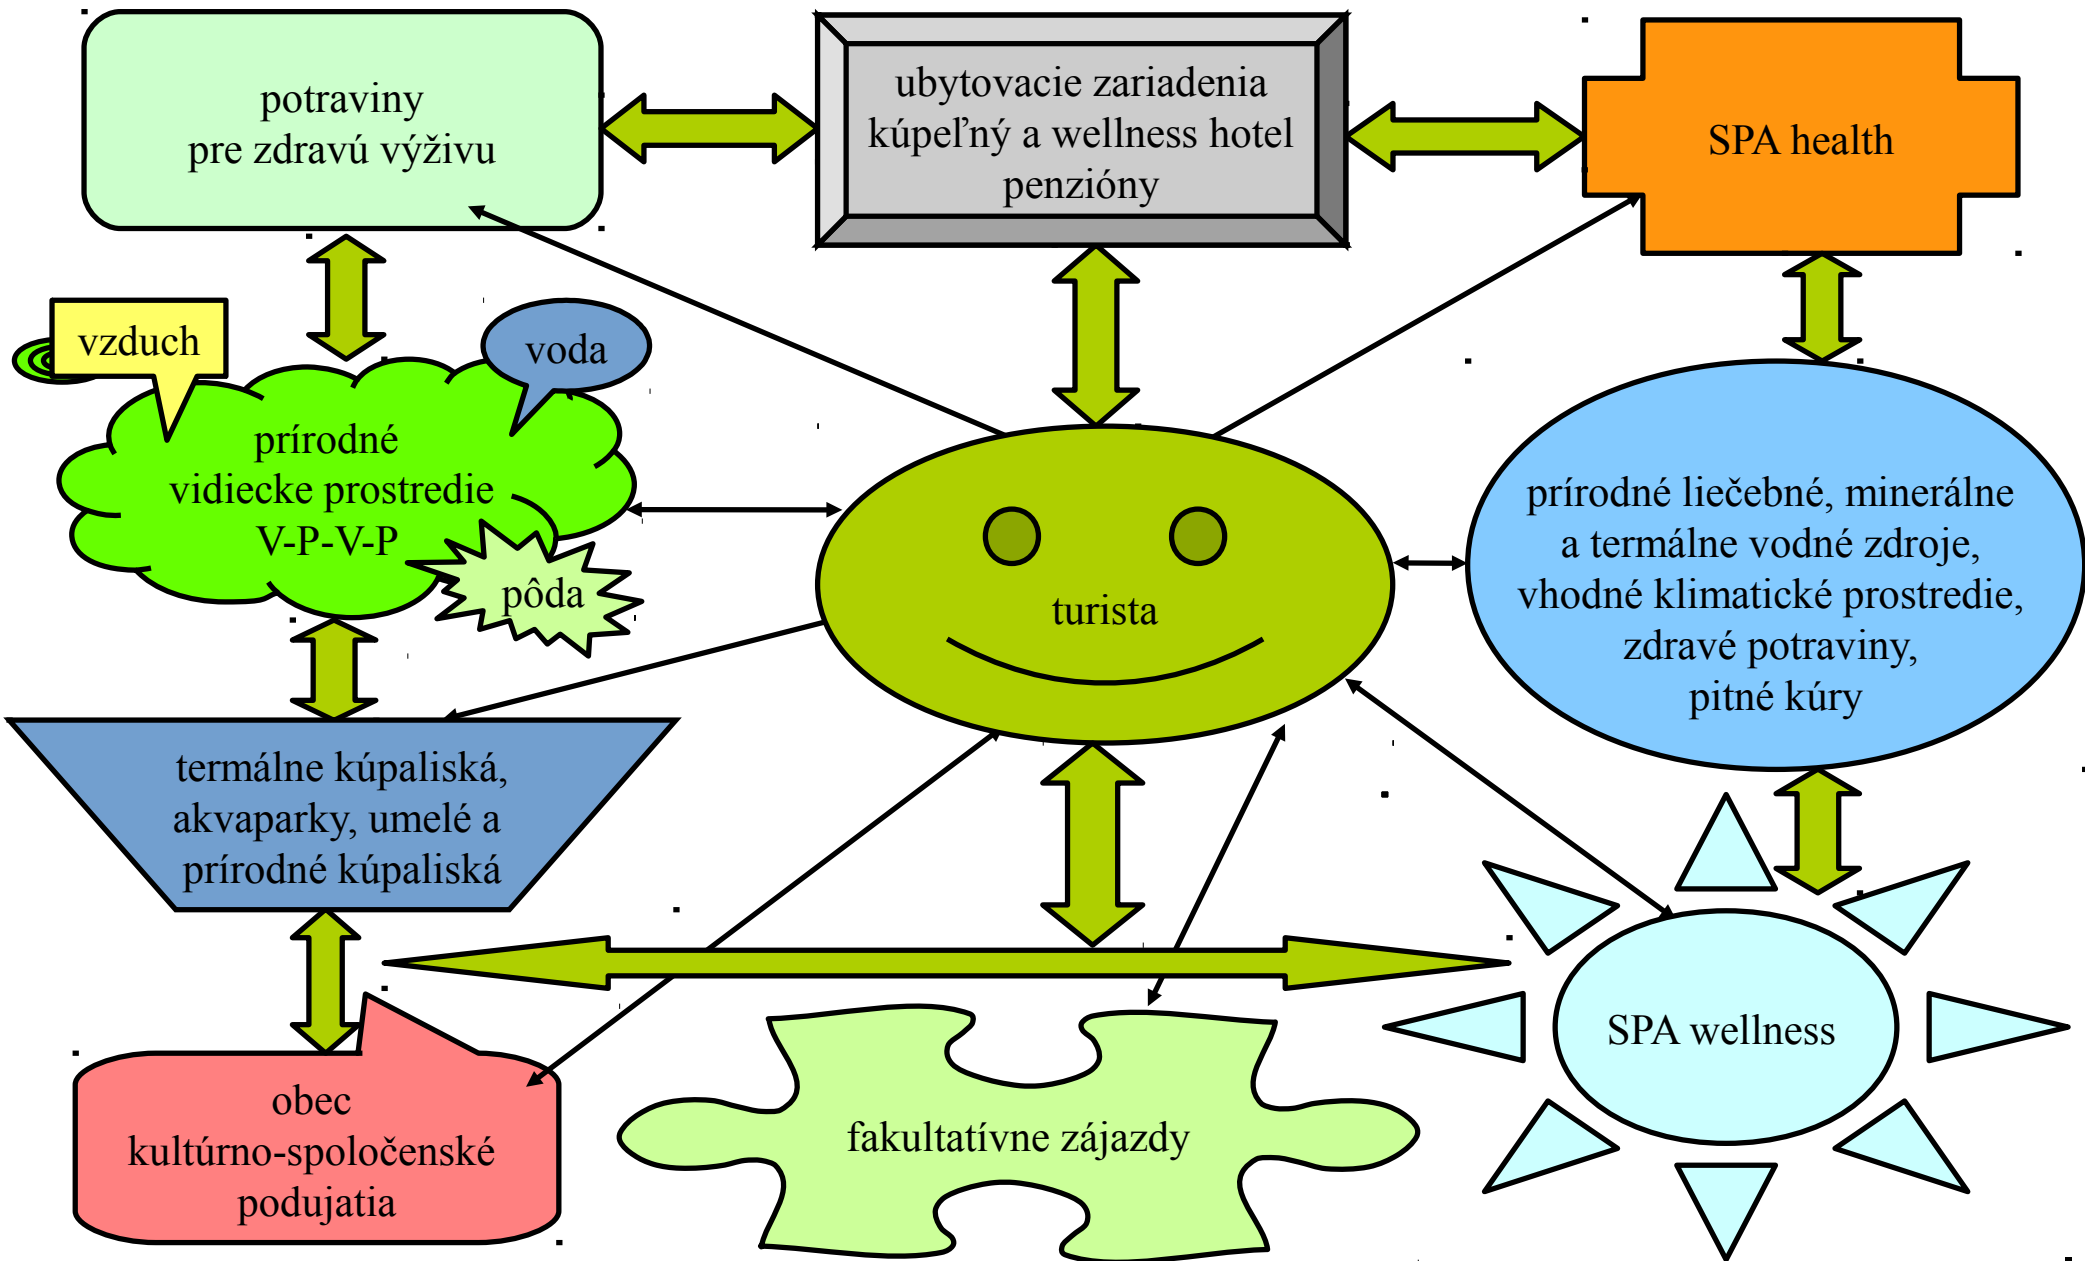 potraviny
pre zdravú výživu
ubytovacie zariadenia
kúpeľný a wellness hotel
penzióny
SPA health
vzduch
voda
prírodné
vidiecke prostredie
V-P-V-P
pôda
turista
prírodné liečebné, minerálne
a termálne vodné zdroje,
vhodné klimatické prostredie,
zdravé potraviny,
pitné kúry
termálne kúpaliská,
akvaparky, umelé a
prírodné kúpaliská
obec
kultúrno-spoločenské
podujatia
fakultatívne zájazdy
SPA wellness